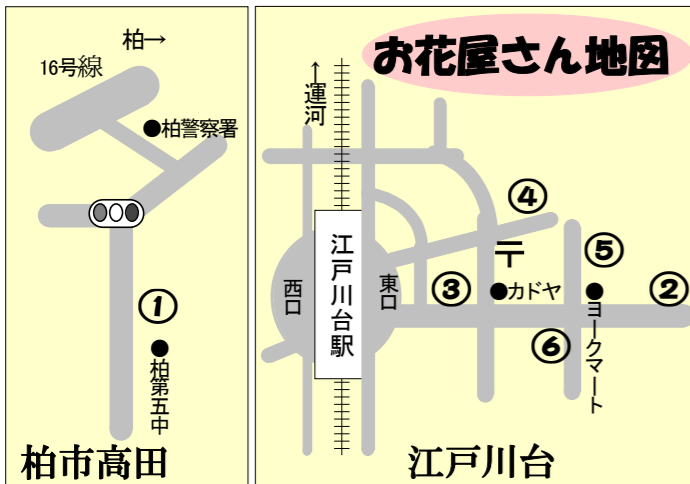 柏→
16号線
●柏警察署
①
●柏第五中
柏市高田
お花屋さん地図
←運河
④
〒
⑤
西口
江戸川台駅
東口
③
●カドヤ
②
⑥
●ヨークマート
江戸川台